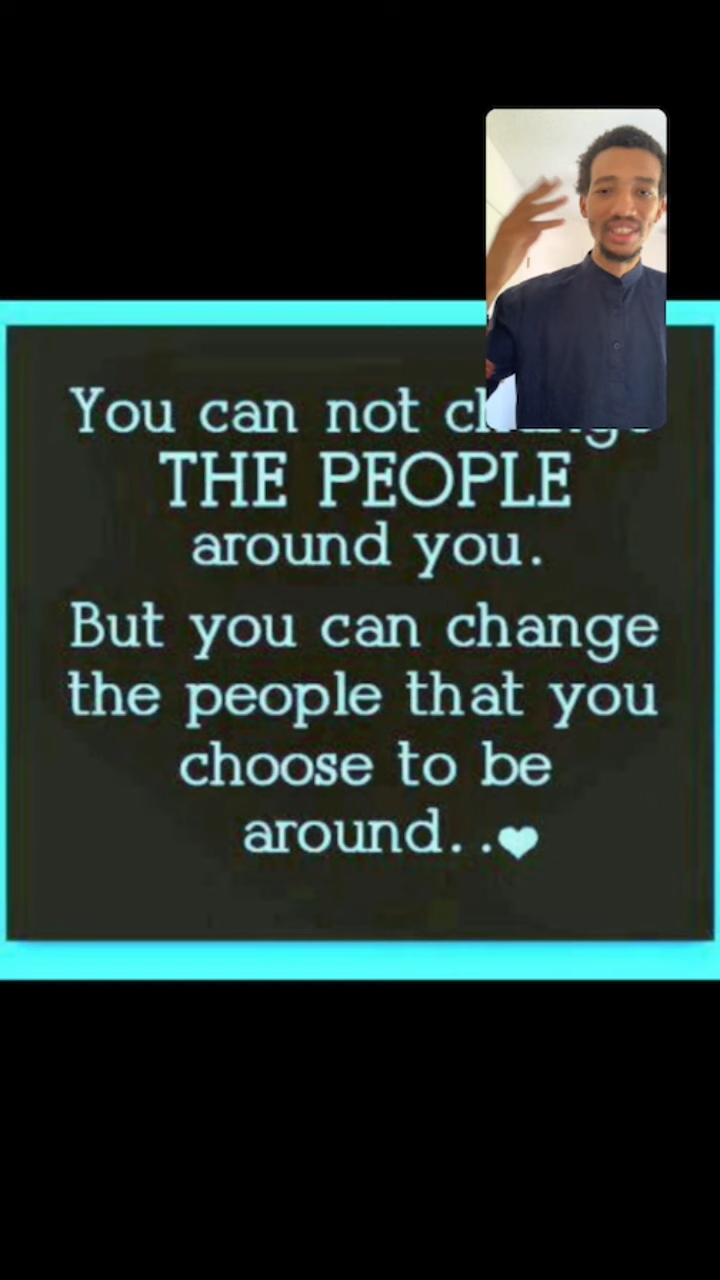 You can not
THE PEOPLE
around you.
But you can change
the people that you
choose to be
around. . ♥